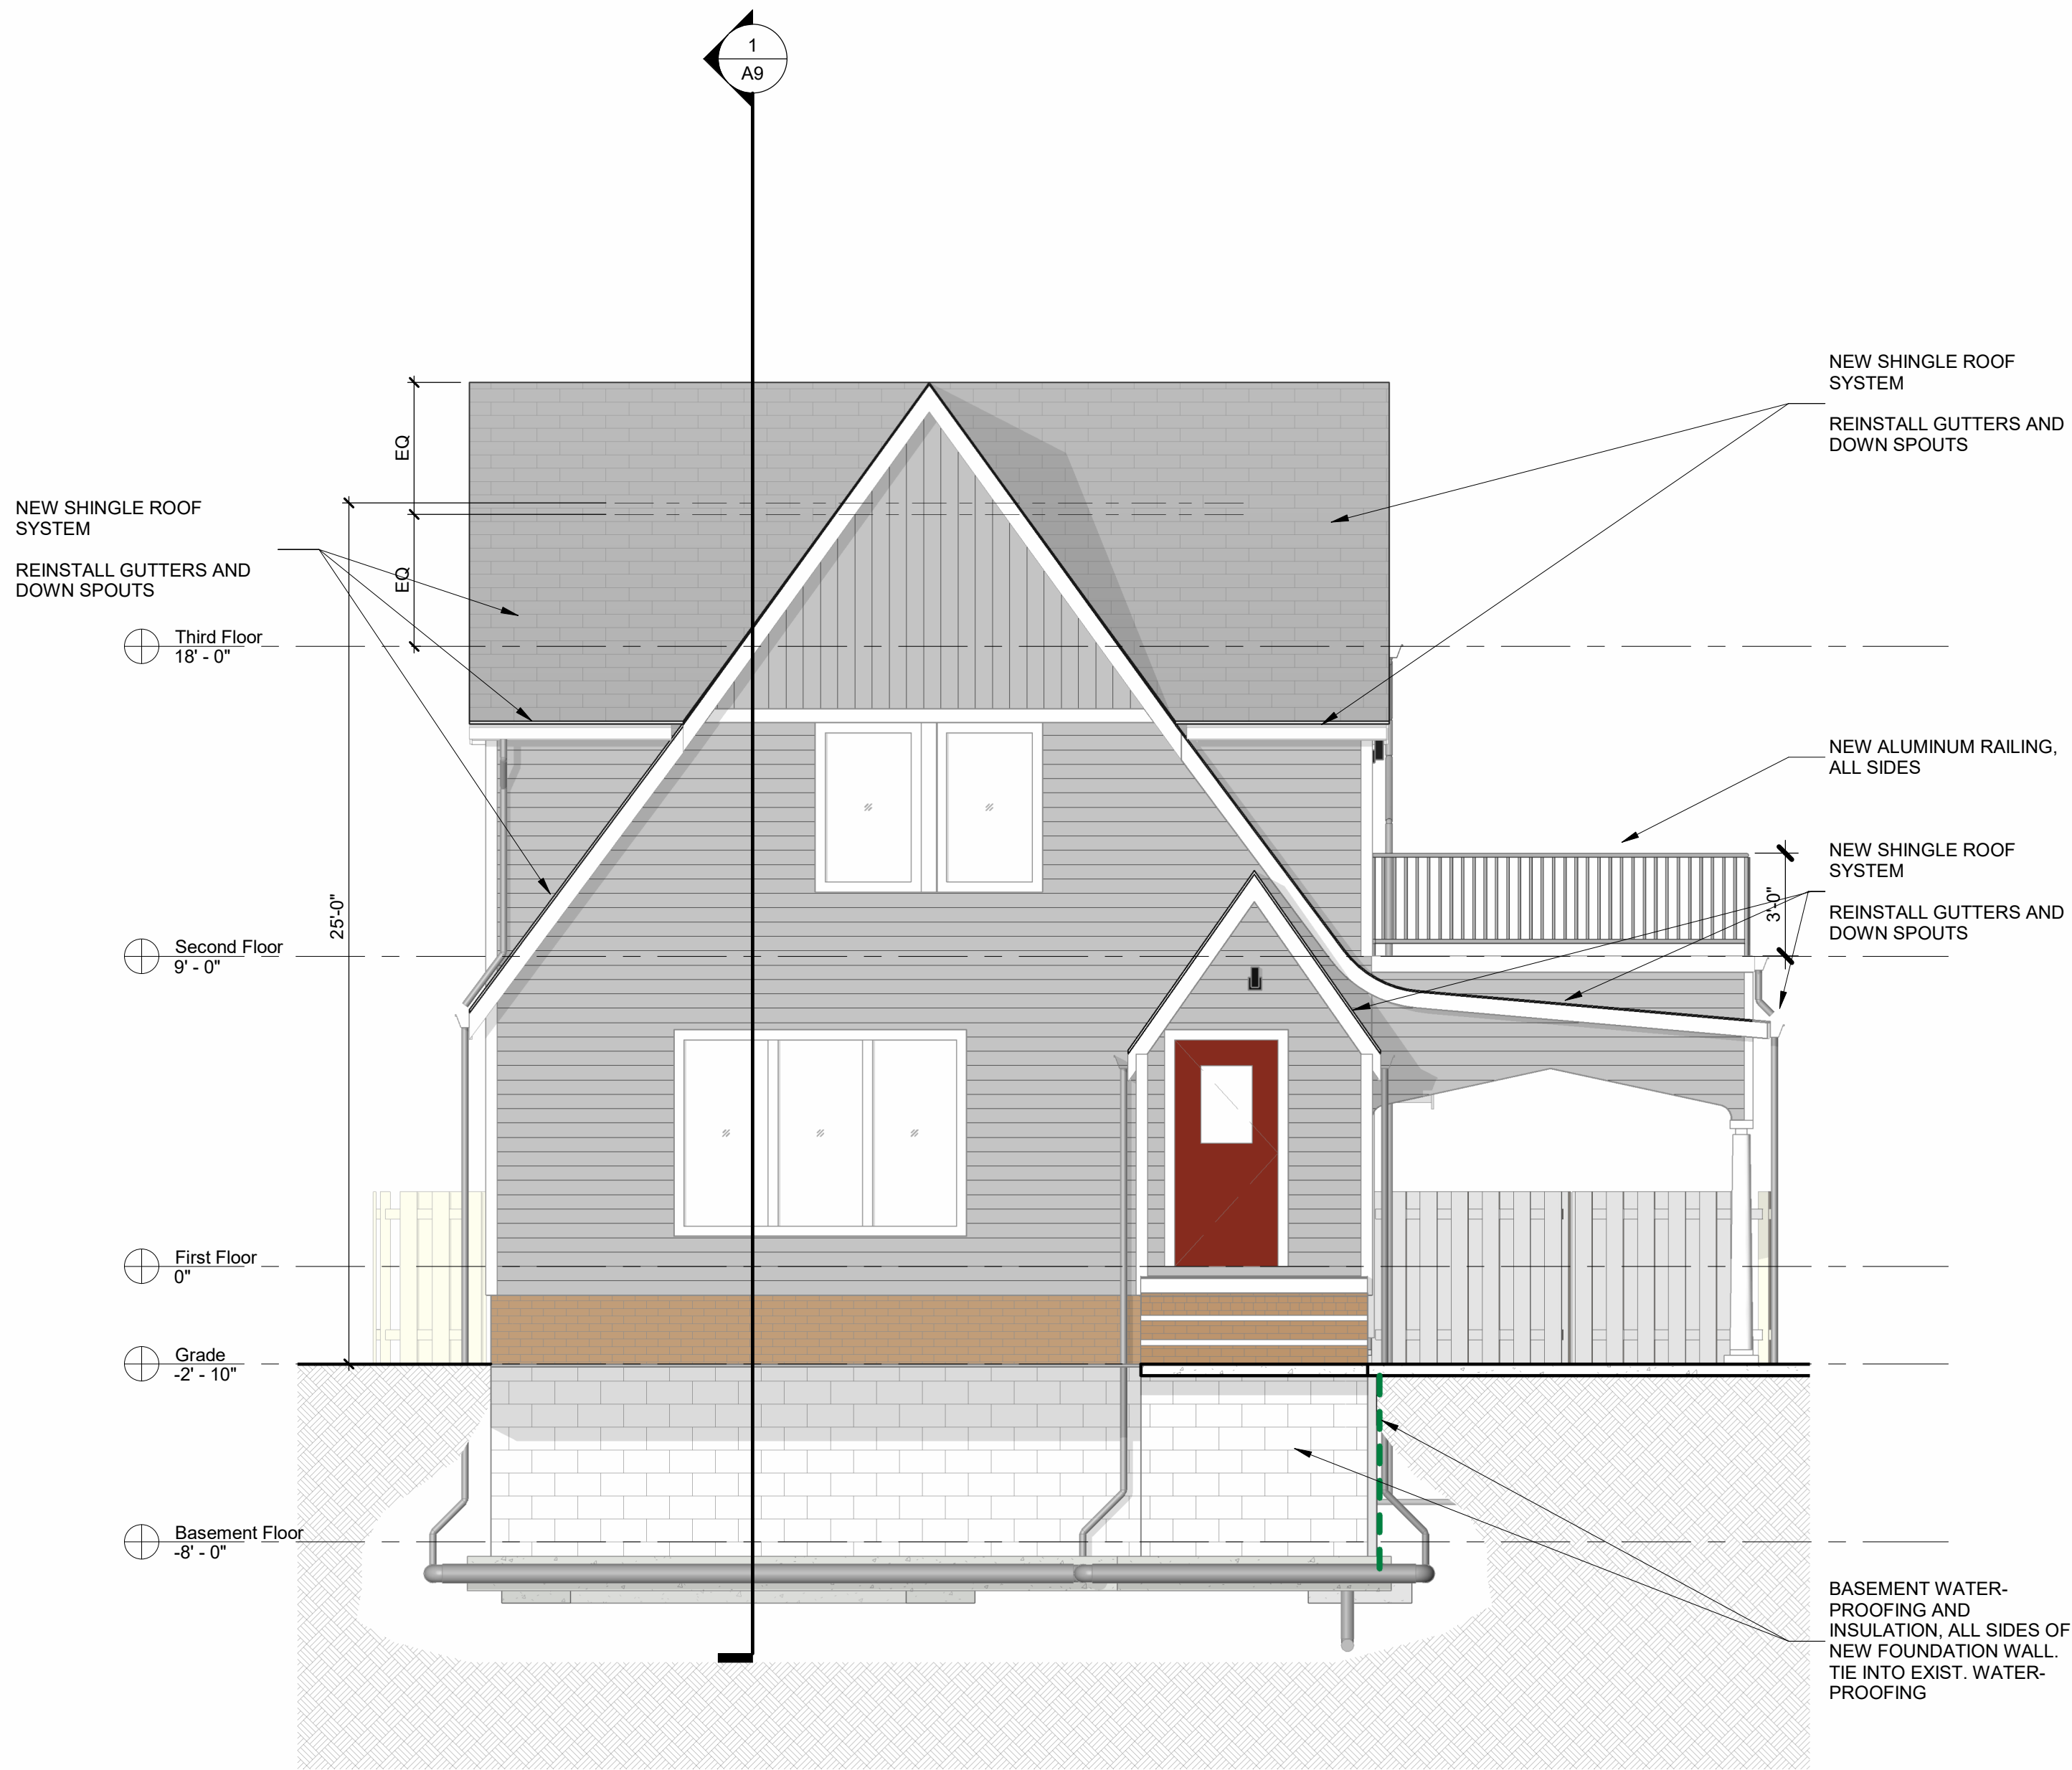 1
A9
NEW SHINGLE ROOF
SYSTEM
REINSTALL GUTTERS AND
DOWN SPOUTS
EQ
EQ
NEW SHINGLE ROOF
SYSTEM
REINSTALL GUTTERS AND
DOWN SPOUTS
Third Floor
18' - 0"
NEW ALUMINUM RAILING,
ALL SIDES
NEW SHINGLE ROOF
SYSTEM
REINSTALL GUTTERS AND
DOWN SPOUTS
3'-0"
25'-0"
Second Floor
9' - 0"
First Floor
0"
Grade
-2' - 10"
Basement Floor
-8' - 0"
BASEMENT WATER-
PROOFING AND
INSULATION, ALL SIDES OF
NEW FOUNDATION WALL.
TIE INTO EXIST. WATER-
PROOFING